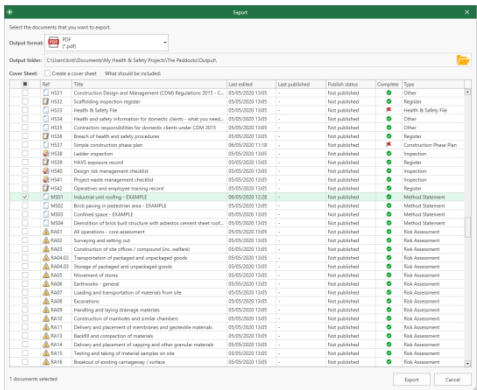 Export
Select the documents that you want to export.
Output format: PDF (*.pdf)
Output folder: C:\Users\britt\Documents\My Health & Safety Projects\The Paddocks\Output\
Cover Sheet: Create a cover sheet What should be included:
Ref Title Last edited Last published Publish status Complete Type
HS31 Construction Design and Management (CDM) Regulations 2015 - C... 05/05/2020 13:05 - Not published Other
HS32 Scaffolding inspection register 05/05/2020 13:05 - Not published Register
HS33 Health & Safety File 05/05/2020 13:05 - Not published Health & Safety File
HS34 Health and safety information for domestic clients - what you need... 05/05/2020 13:05 - Not published Other
HS35 Contractors responsibilities for domestic clients under CDM 2015 05/05/2020 13:05 - Not published Other
HS36 Breach of health and safety procedures 05/05/2020 13:05 - Not published Register
HS37 Simple construction phase plan 06/05/2020 11:18 - Not published Construction Phase Plan
HS38 Ladder inspection 05/05/2020 13:05 - Not published Inspection
HS39 HAVS exposure record 05/05/2020 13:05 - Not published Register
HS40 Design risk management checklist 05/05/2020 13:05 - Not published Inspection
HS41 Project waste management checklist 05/05/2020 13:05 - Not published Inspection
HS42 Operatives and employee training record 05/05/2020 13:05 - Not published Register
MS01 Industrial unit roofing - EXAMPLE 06/05/2020 12:28 - Not published Method Statement
MS02 Brick paving in pedestrian area - EXAMPLE 05/05/2020 13:05 - Not published Method Statement
MS03 Confined space - EXAMPLE 05/05/2020 13:05 - Not published Method Statement
MS04 Demolition of brick built structure with asbestos cement sheet roof... 05/05/2020 13:05 - Not published Method Statement
RA01 All operations - core assessment 05/05/2020 13:05 - Not published Risk Assessment
RA02 Surveying and setting out 05/05/2020 13:05 - Not published Risk Assessment
RA03 Construction of site offices / compound (inc. welfare) 05/05/2020 13:05 - Not published Risk Assessment
RA04.02 Transportation of packaged and unpackaged goods 05/05/2020 13:05 - Not published Risk Assessment
RA04.03 Storage of packaged and unpackaged goods 05/05/2020 13:05 - Not published Risk Assessment
RA05 Movement of stores 05/05/2020 13:05 - Not published Risk Assessment
RA06 Earthworks - general 05/05/2020 13:05 - Not published Risk Assessment
RA07 Loading and transportation of materials from site 05/05/2020 13:05 - Not published Risk Assessment
RA08 Excavations 05/05/2020 13:05 - Not published Risk Assessment
RA09 Handling and laying drainage materials 05/05/2020 13:05 - Not published Risk Assessment
RA10 Construction of manholes and similar chambers 05/05/2020 13:05 - Not published Risk Assessment
RA11 Delivery and placement of membranes and geotextile materials 05/05/2020 13:05 - Not published Risk Assessment
RA13 Backfill and compaction of materials 05/05/2020 13:05 - Not published Risk Assessment
RA14 Delivery and placement of capping and other granular materials 05/05/2020 13:05 - Not published Risk Assessment
RA15 Testing and taking of material samples on site 05/05/2020 13:05 - Not published Risk Assessment
RA16 Breakout of existing carriageway / surface 05/05/2020 13:05 - Not published Risk Assessment
1 documents selected
Export Cancel